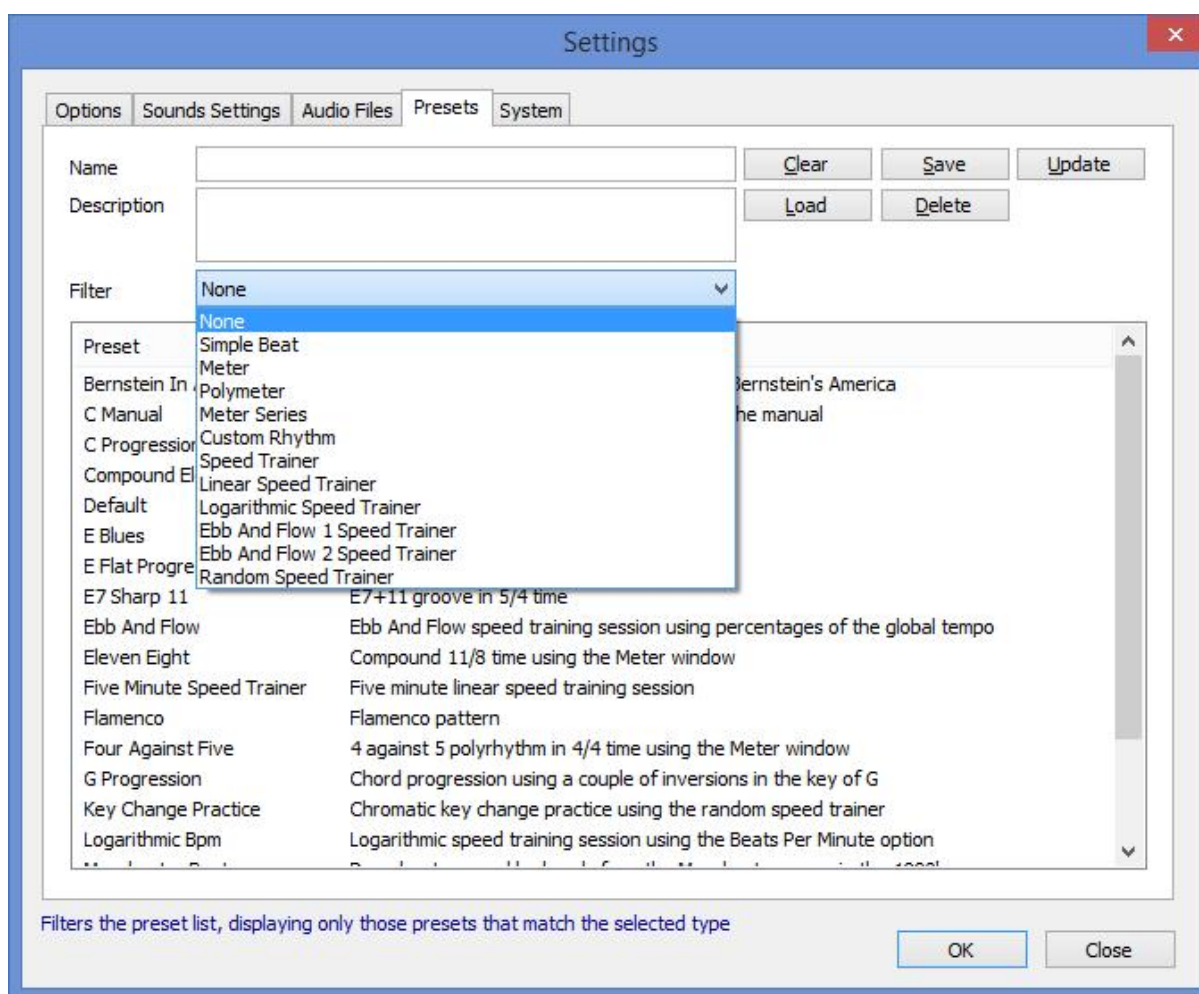 Settings
Options Sounds Settings Audio Files Presets System
Name Clear Save Update
Description Load Delete
Filter None
None
Simple Beat
Meter
Polymeter
Meter Series
Custom Rhythm
Speed Trainer
Linear Speed Trainer
Logarithmic Speed Trainer
Ebb And Flow 1 Speed Trainer
Ebb And Flow 2 Speed Trainer
Random Speed Trainer
Preset
Bernstein In Bernstein's America
C Manual the manual
C Progression
Compound El
Default
E Blues
E Flat Progre
E7 Sharp 11 E7+11 groove in 5/4 time
Ebb And Flow Ebb And Flow speed training session using percentages of the global tempo
Eleven Eight Compound 11/8 time using the Meter window
Five Minute Speed Trainer Five minute linear speed training session
Flamenco Flamenco pattern
Four Against Five 4 against 5 polyrhythm in 4/4 time using the Meter window
G Progression Chord progression using a couple of inversions in the key of G
Key Change Practice Chromatic key change practice using the random speed trainer
Logarithmic Bpm Logarithmic speed training session using the Beats Per Minute option
Filters the preset list, displaying only those presets that match the selected type
OK Close